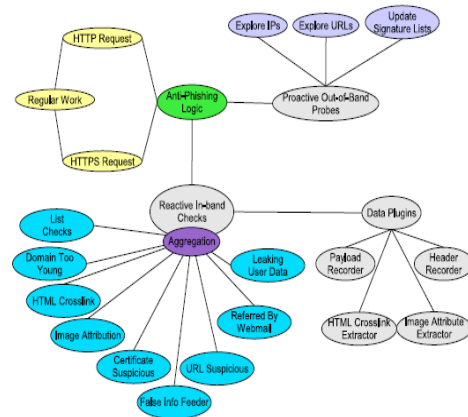 HTTP Request
Explore IPs
Explore URLs
Update
Signature Lists
Regular Work
Anti-Phishing
Logic
Proactive Out-of-Band
Probes
HTTPS Request
Reactive In-band
Checks
Data Plugins
Aggregation
List
Checks
Domain Too
Young
HTML Crosslink
Image Attribution
Certificate
Suspicious
False Info Feeder
URL Suspicious
Referred By
Webmail
Leaking
User Data
Payload
Recorder
Header
Recorder
HTML Crosslink
Extractor
Image Attribute
Extractor